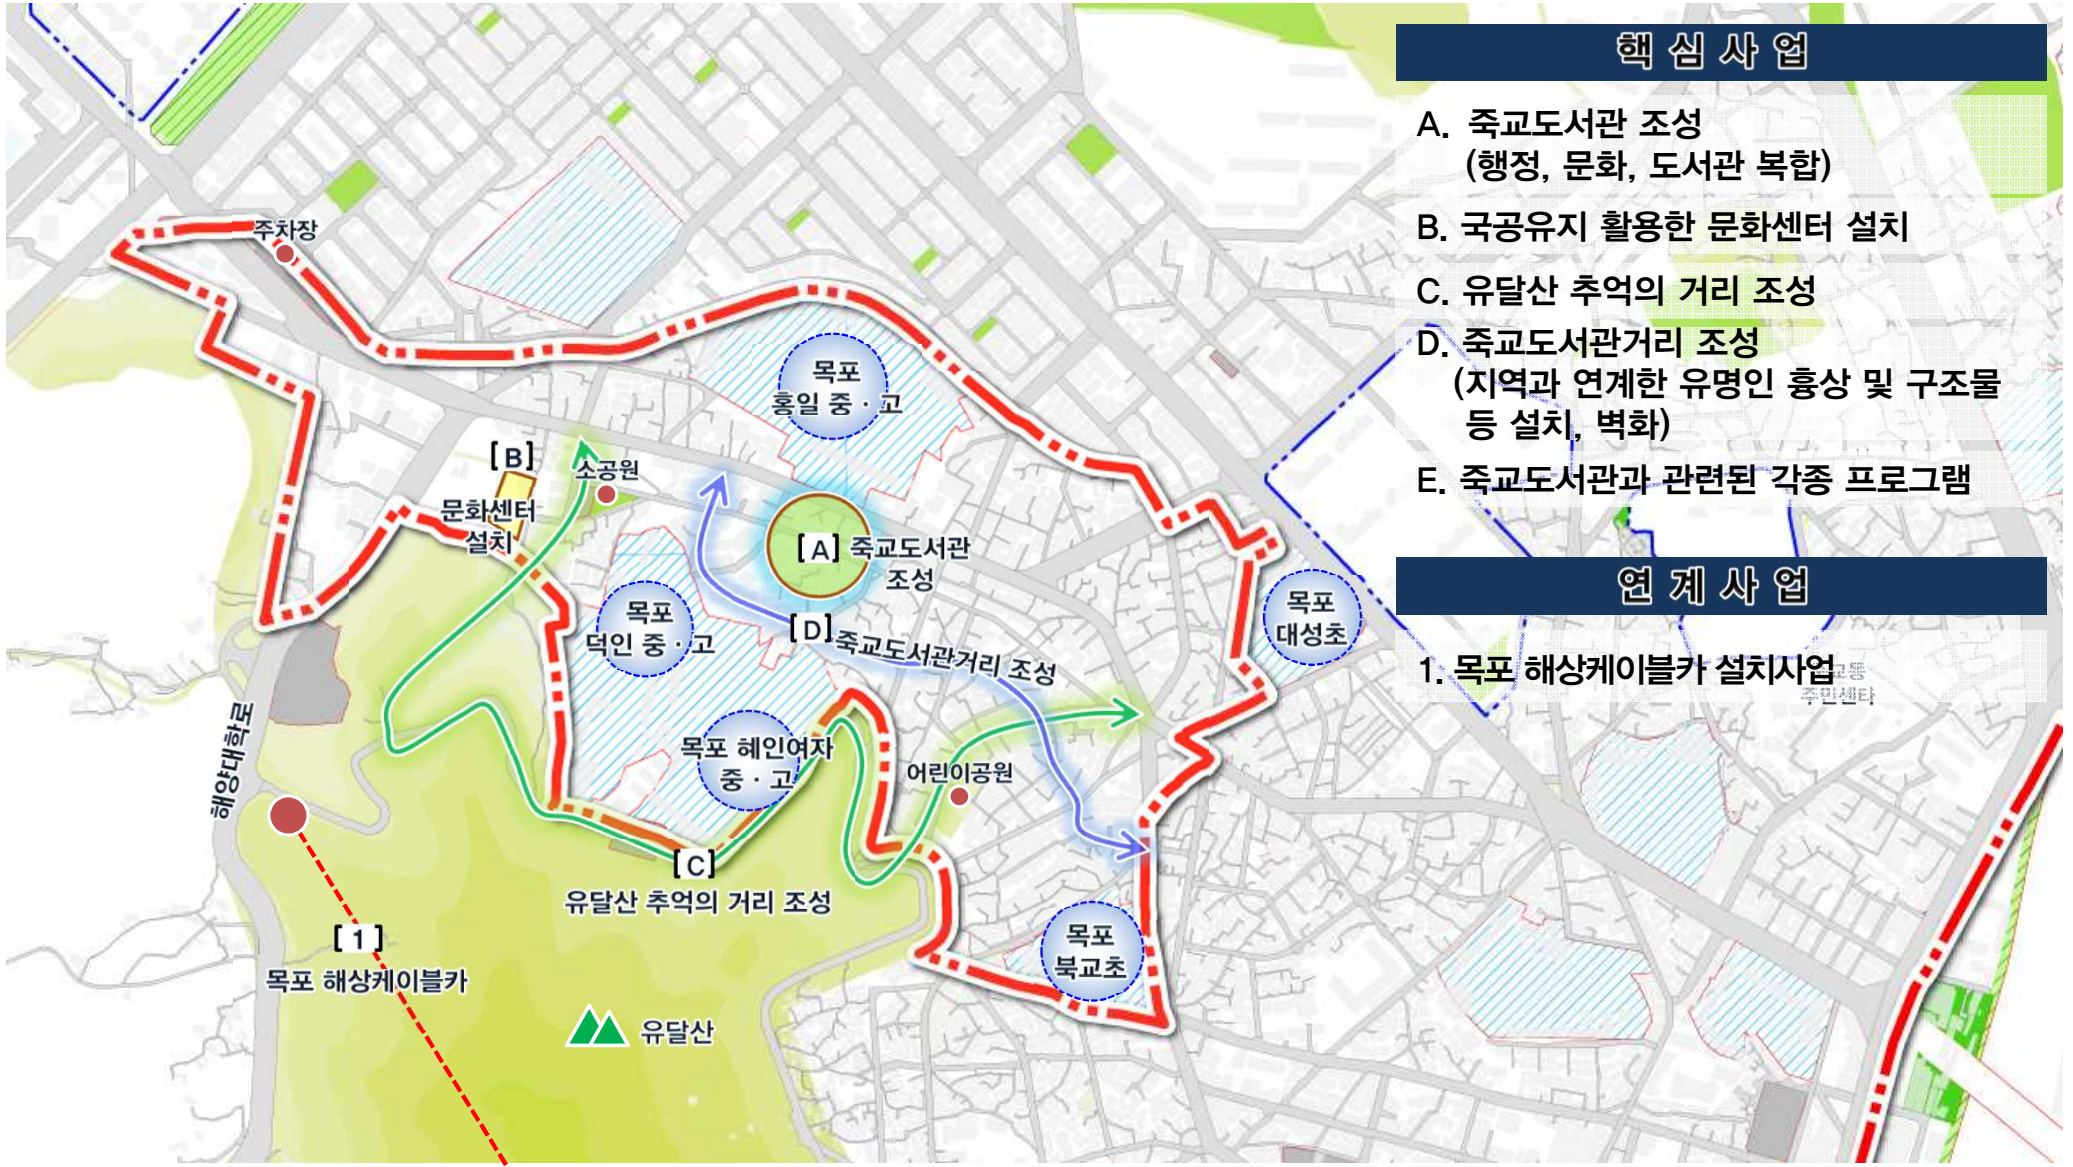 핵심사업
A. 죽교도서관 조성
(행정, 문화, 도서관 복합)
B. 국공유지 활용한 문화센터 설치
C. 유달산 추억의 거리 조성
D. 죽교도서관거리 조성
(지역과 연계한 유명인 흉상 및 구조물
등 설치, 벽화)
E. 죽교도서관과 관련된 각종 프로그램
연계사업
1. 목포 해상케이블카 설치사업
주민센타
주차장
목포
홍일 중·고
[B]
문화센터
설치
소공원
[A] 죽교도서관
조성
목포
덕인 중·고
[D] 죽교도서관거리 조성
목포
대성초
목포 혜인여자
중·고
어린이공원
해양대학로
[C]
유달산 추억의 거리 조성
[1]
목포 해상케이블카
목포
북교초
유달산